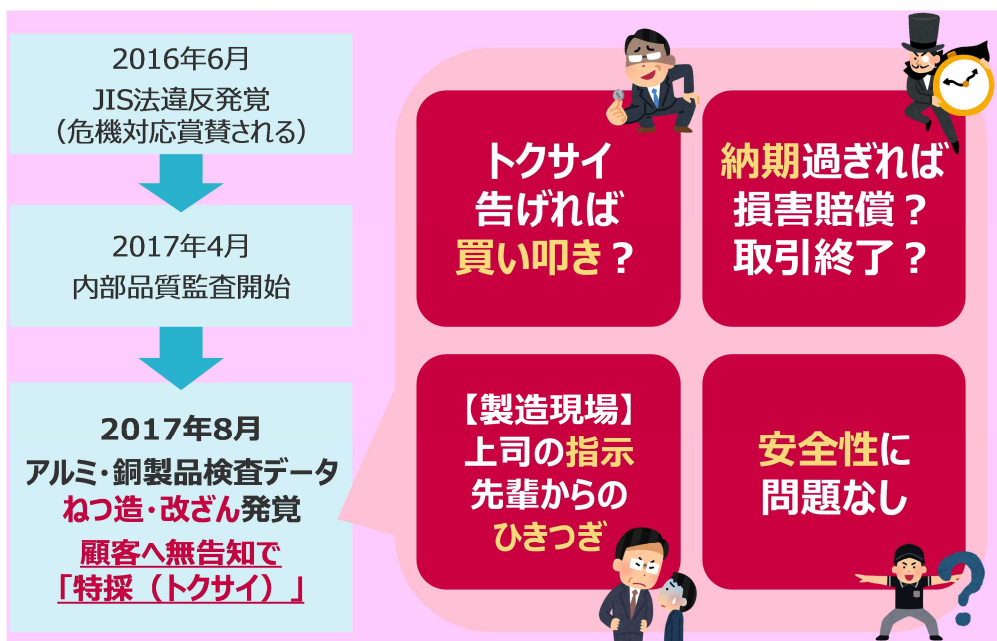 2016年6月
JIS法違反発覚
（危機対応賞賛される）
2017年4月
内部品質監査開始
2017年8月
アルミ・銅製品検査データ
ねつ造・改ざん発覚
顧客へ無告知で
「特採（トクサイ）」
トクサイ
告げれば
買い叩き？
納期過ぎれば
損害賠償？
取引終了？
【製造現場】
上司の指示
先輩からの
ひきつぎ
安全性に
問題なし
?